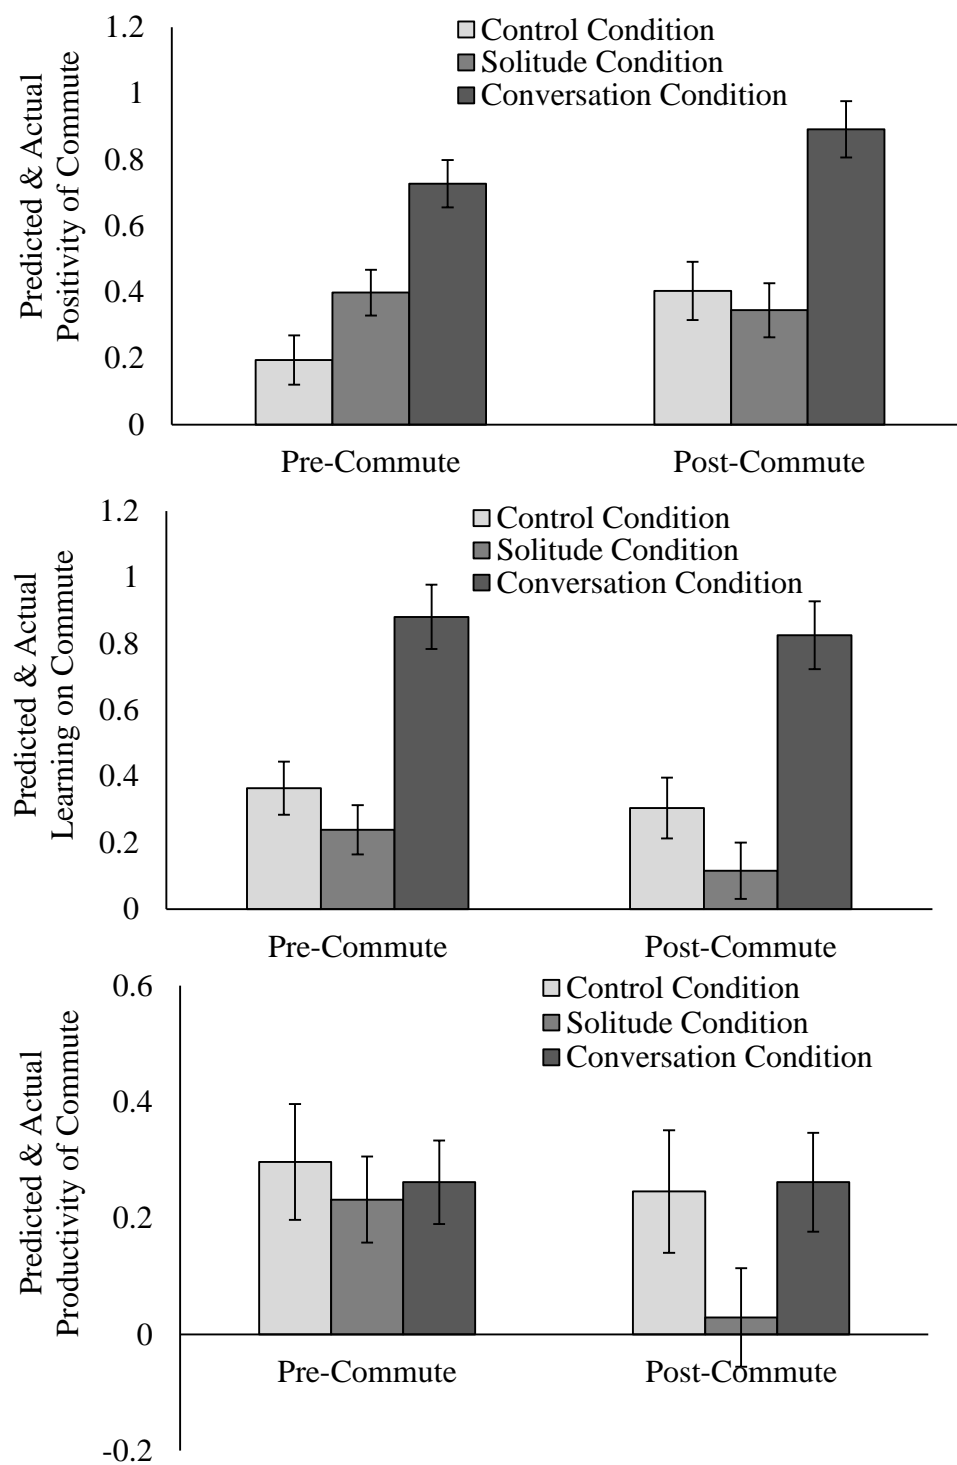 1.2
1
0.8
0.6
0.4
0.2
0
Predicted & Actual
Positivity of Commute
Control Condition
Solitude Condition
Conversation Condition
Pre-Commute
Post-Commute
1.2
1
0.8
0.6
0.4
0.2
0
Predicted & Actual
Learning on Commute
Control Condition
Solitude Condition
Conversation Condition
Pre-Commute
Post-Commute
0.6
0.4
0.2
0
-0.2
Predicted & Actual
Productivity of Commute
Control Condition
Solitude Condition
Conversation Condition
Pre-Commute
Post-Commute